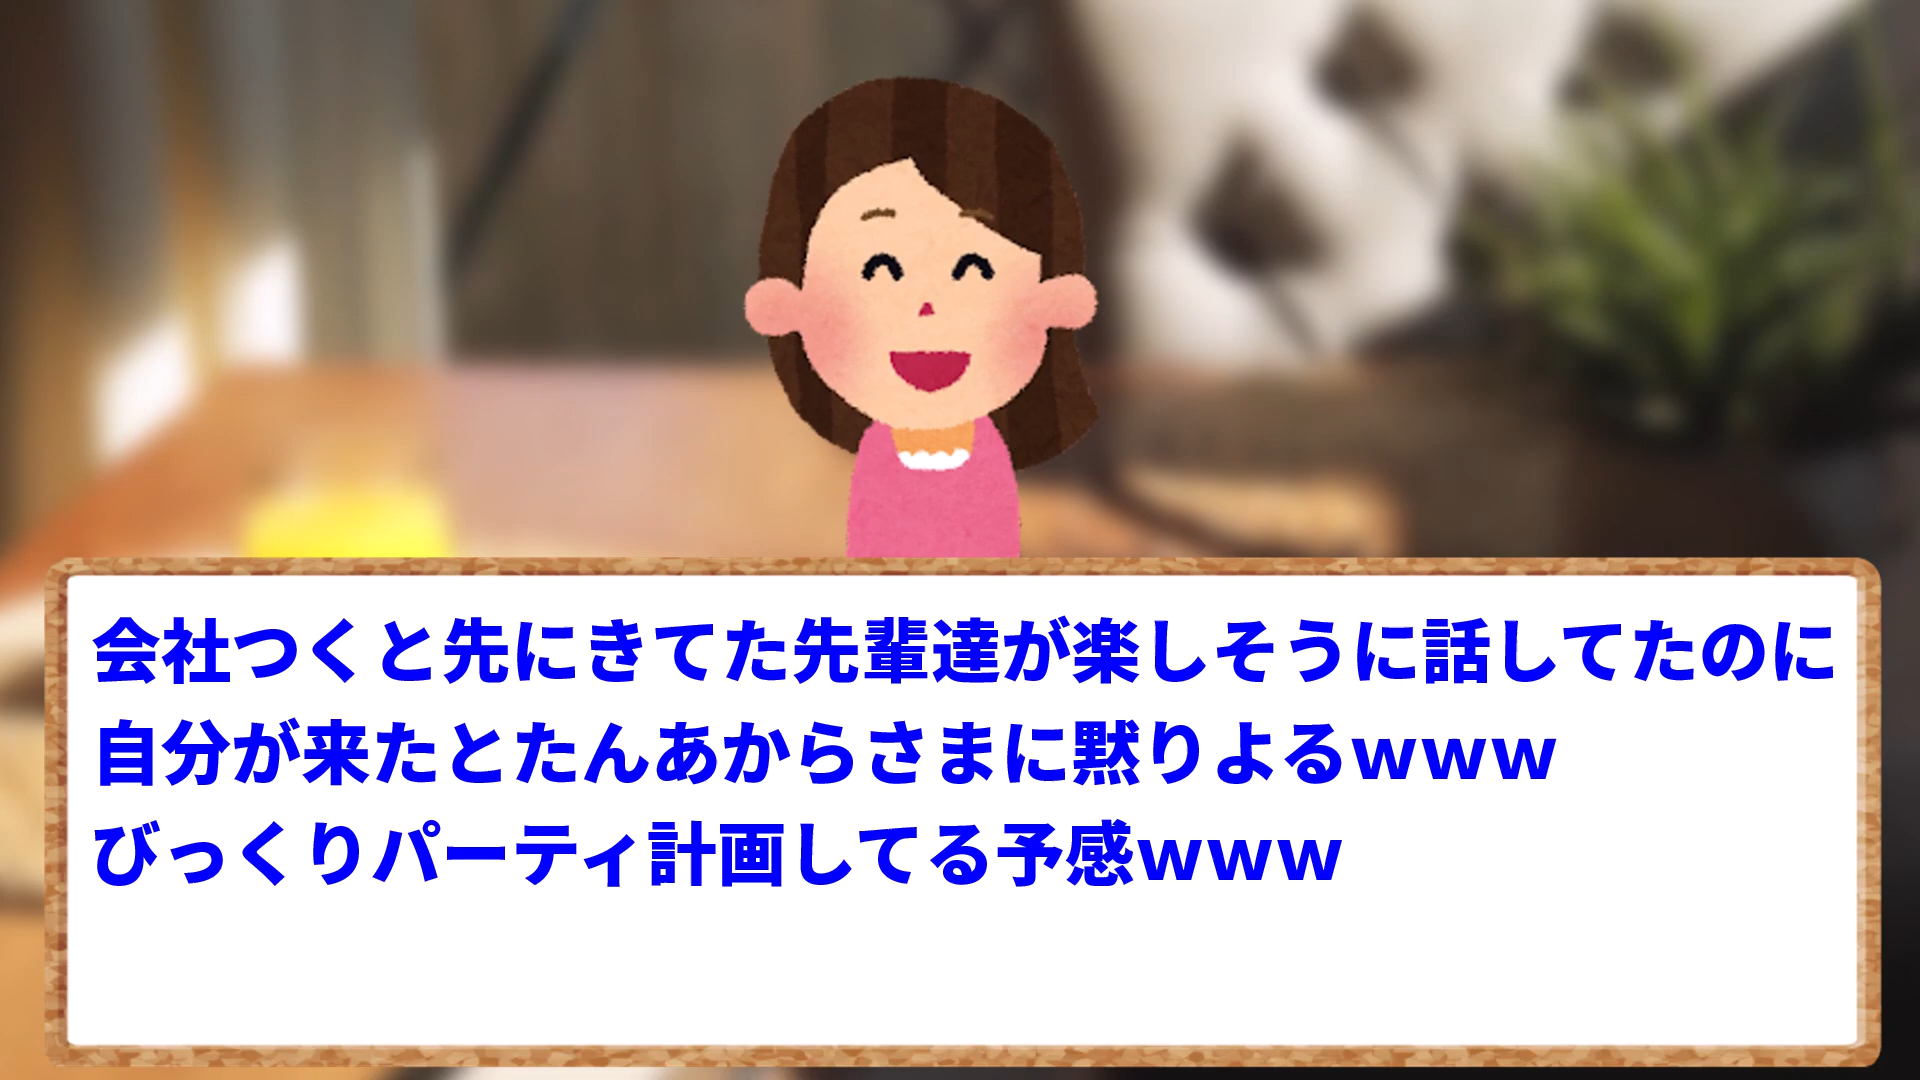 会社つくと先にきてた先輩達が楽しそうに話してたのに
自分が来たとたんあからさまに黙りよるwww
びっくりパーティ計画してる予感www